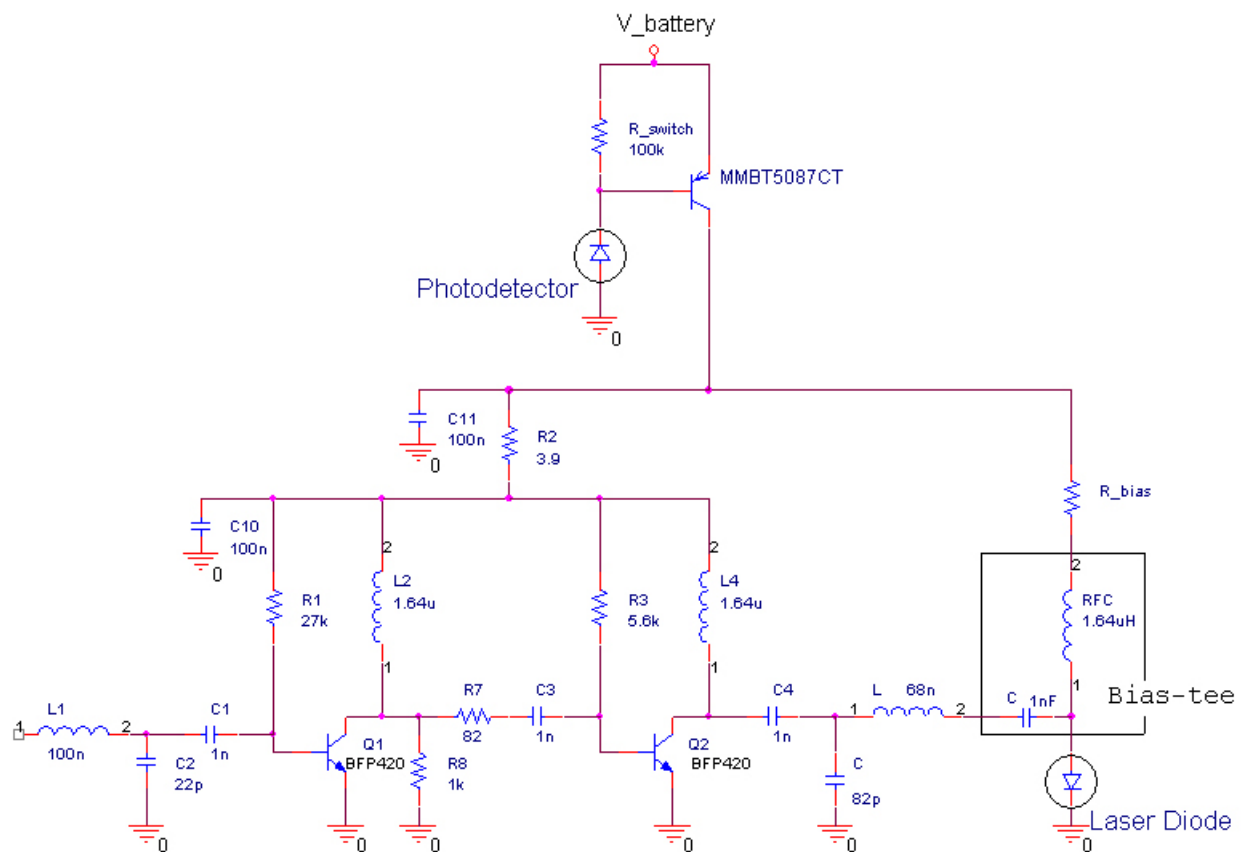 V_battery
R_switch
100k
MMBT5087CT
Photodetector
0
C11
100n
0
R2
3.9
R_bias
C10
100n
0
R1
27k
2
L2
1.64u
1
R3
5.6k
2
L4
1.64u
1
2
RFC
1.64uH
1
Bias-tee
C 1nF
1
L1
100n
2
C1
1n
C2
22p
0
Q1
BFP420
0
R7
82
C3
1n
R8
1k
0
Q2
BFP420
0
C4
1n
1
L 68n
2
C
82p
0
Laser Diode
0